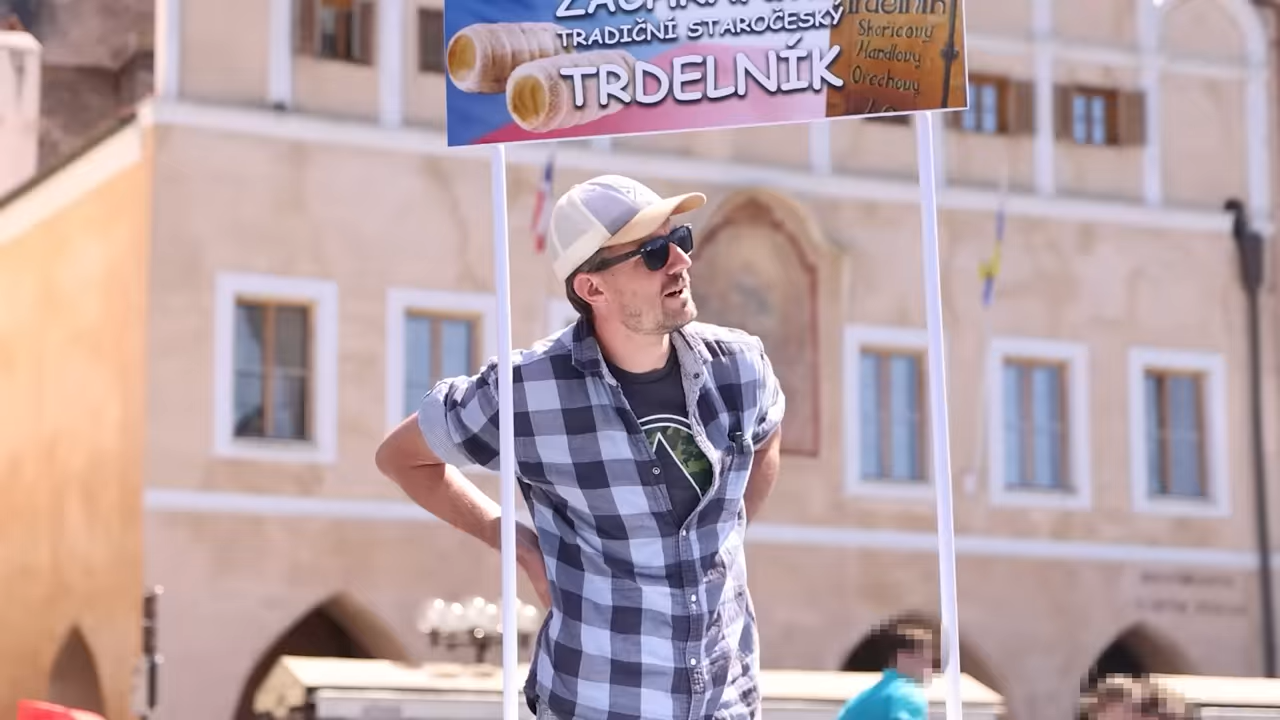 TRADIČNÍ STAROČESKÝ
TRDELNÍK
Skořicový
Mandlový
Ořechový